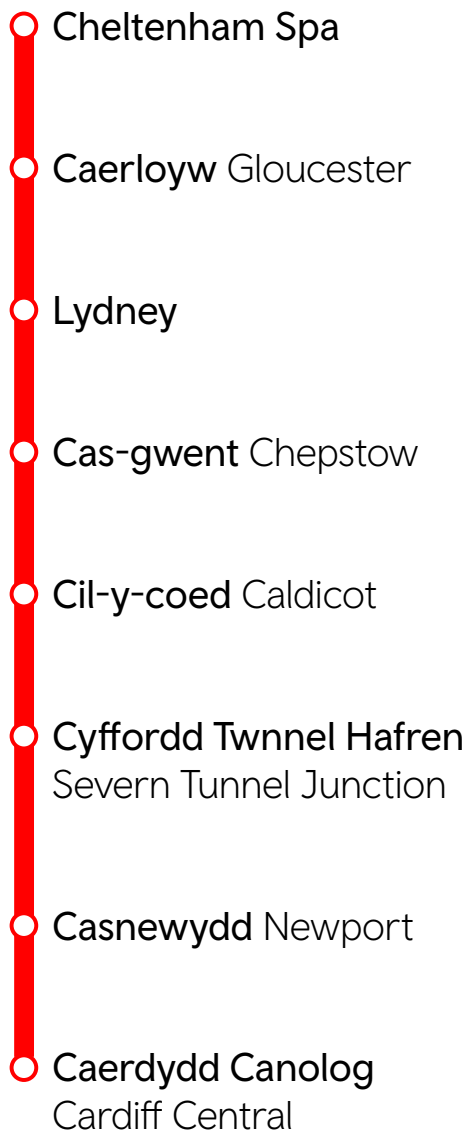 Cheltenham Spa
Caerloyw Gloucester
Lydney
Cas-gwent Chepstow
Cil-y-coed Caldicot
Cyffordd Twnnel Hafren
Severn Tunnel Junction
Casnewydd Newport
Caerdydd Canolog
Cardiff Central